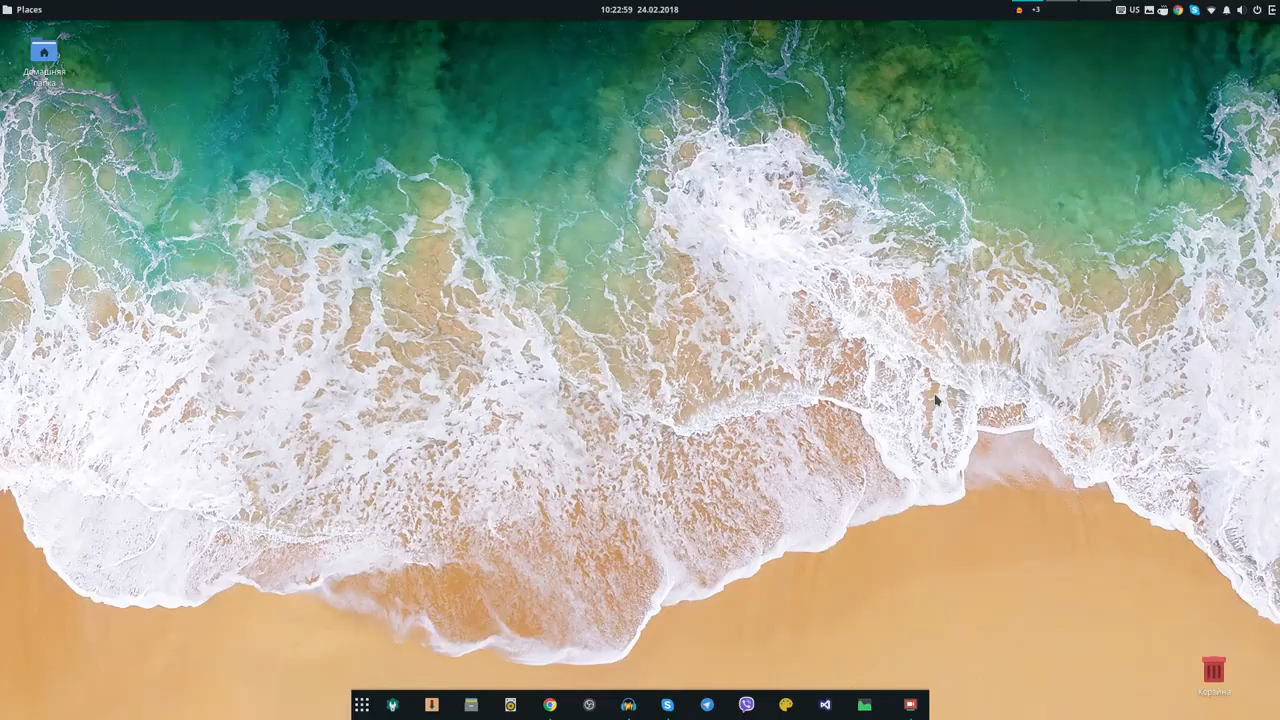 Places
10:22:59 24.02.2018
+3
US
Домашняя
папка
Корзина